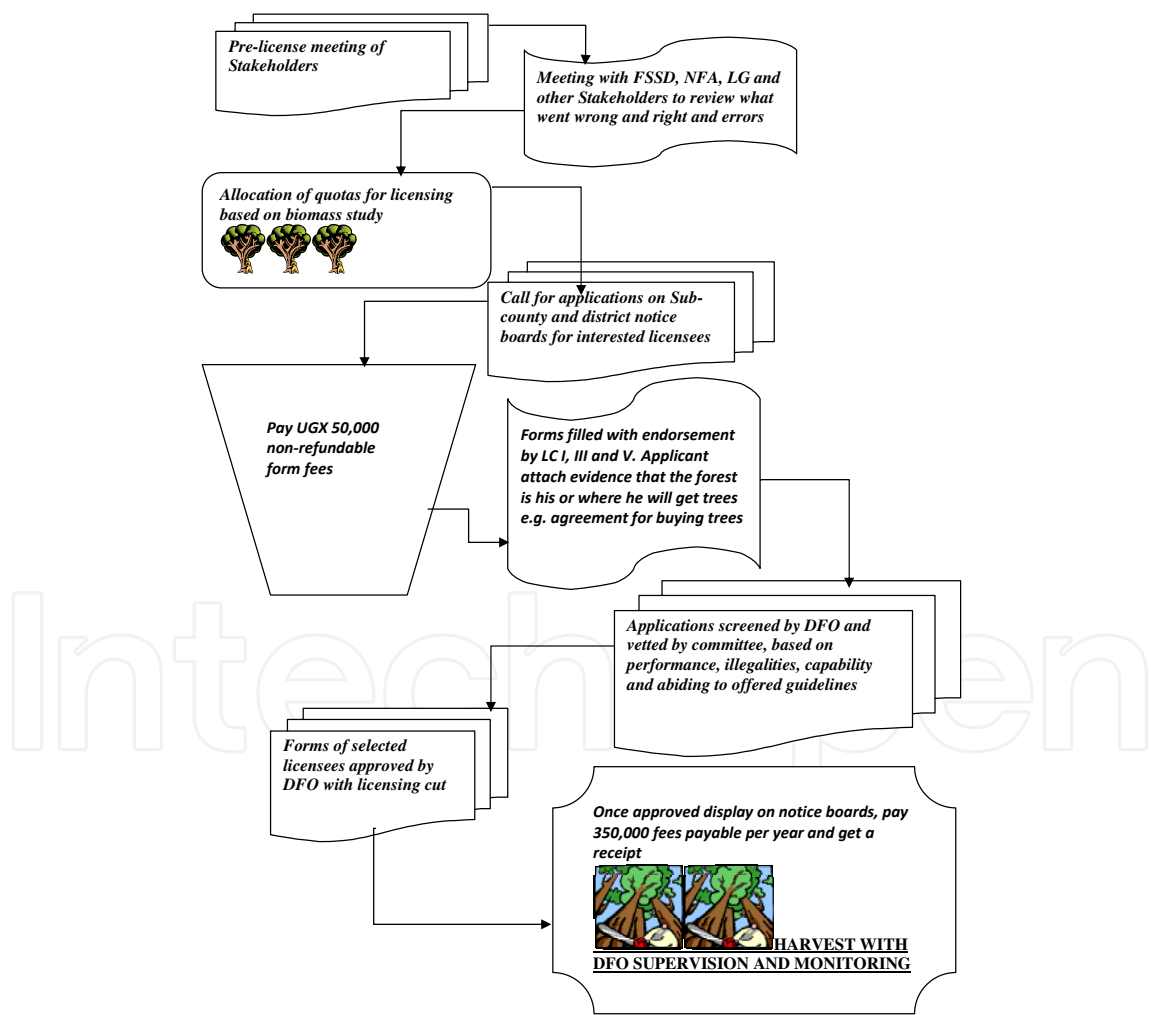 Pre-license meeting of
Stakeholders
Meeting with FSSD, NFA, LG and
other Stakeholders to review what
went wrong and right and errors
Allocation of quotas for licensing
based on biomass study
Call for applications on Sub-
county and district notice
boards for interested licensees
Pay UGX 50,000
non-refundable
form fees
Forms filled with endorsement
by LC I, III and V. Applicant
attach evidence that the forest
is his or where he will get trees
e.g. agreement for buying trees
Applications screened by DFO and
vetted by committee, based on
performance, illegalities, capability
and abiding to offered guidelines
Forms of selected
licensees approved by
DFO with licensing cut
Once approved display on notice boards, pay
350,000 fees payable per year and get a
receipt
HARVEST WITH
DFO SUPERVISION AND MONITORING
IntechOpen